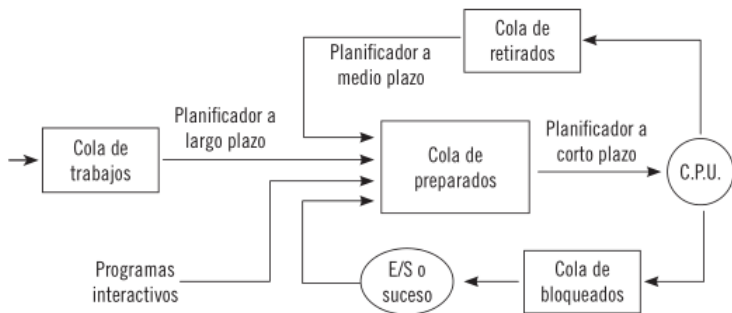 Cola de
retirados
Planificador a
medio plazo
Planificador a
largo plazo
Cola de
trabajos
Cola de
preparados
Planificador a
corto plazo
C.P.U.
Programas
interactivos
E/S o
suceso
Cola de
bloqueados